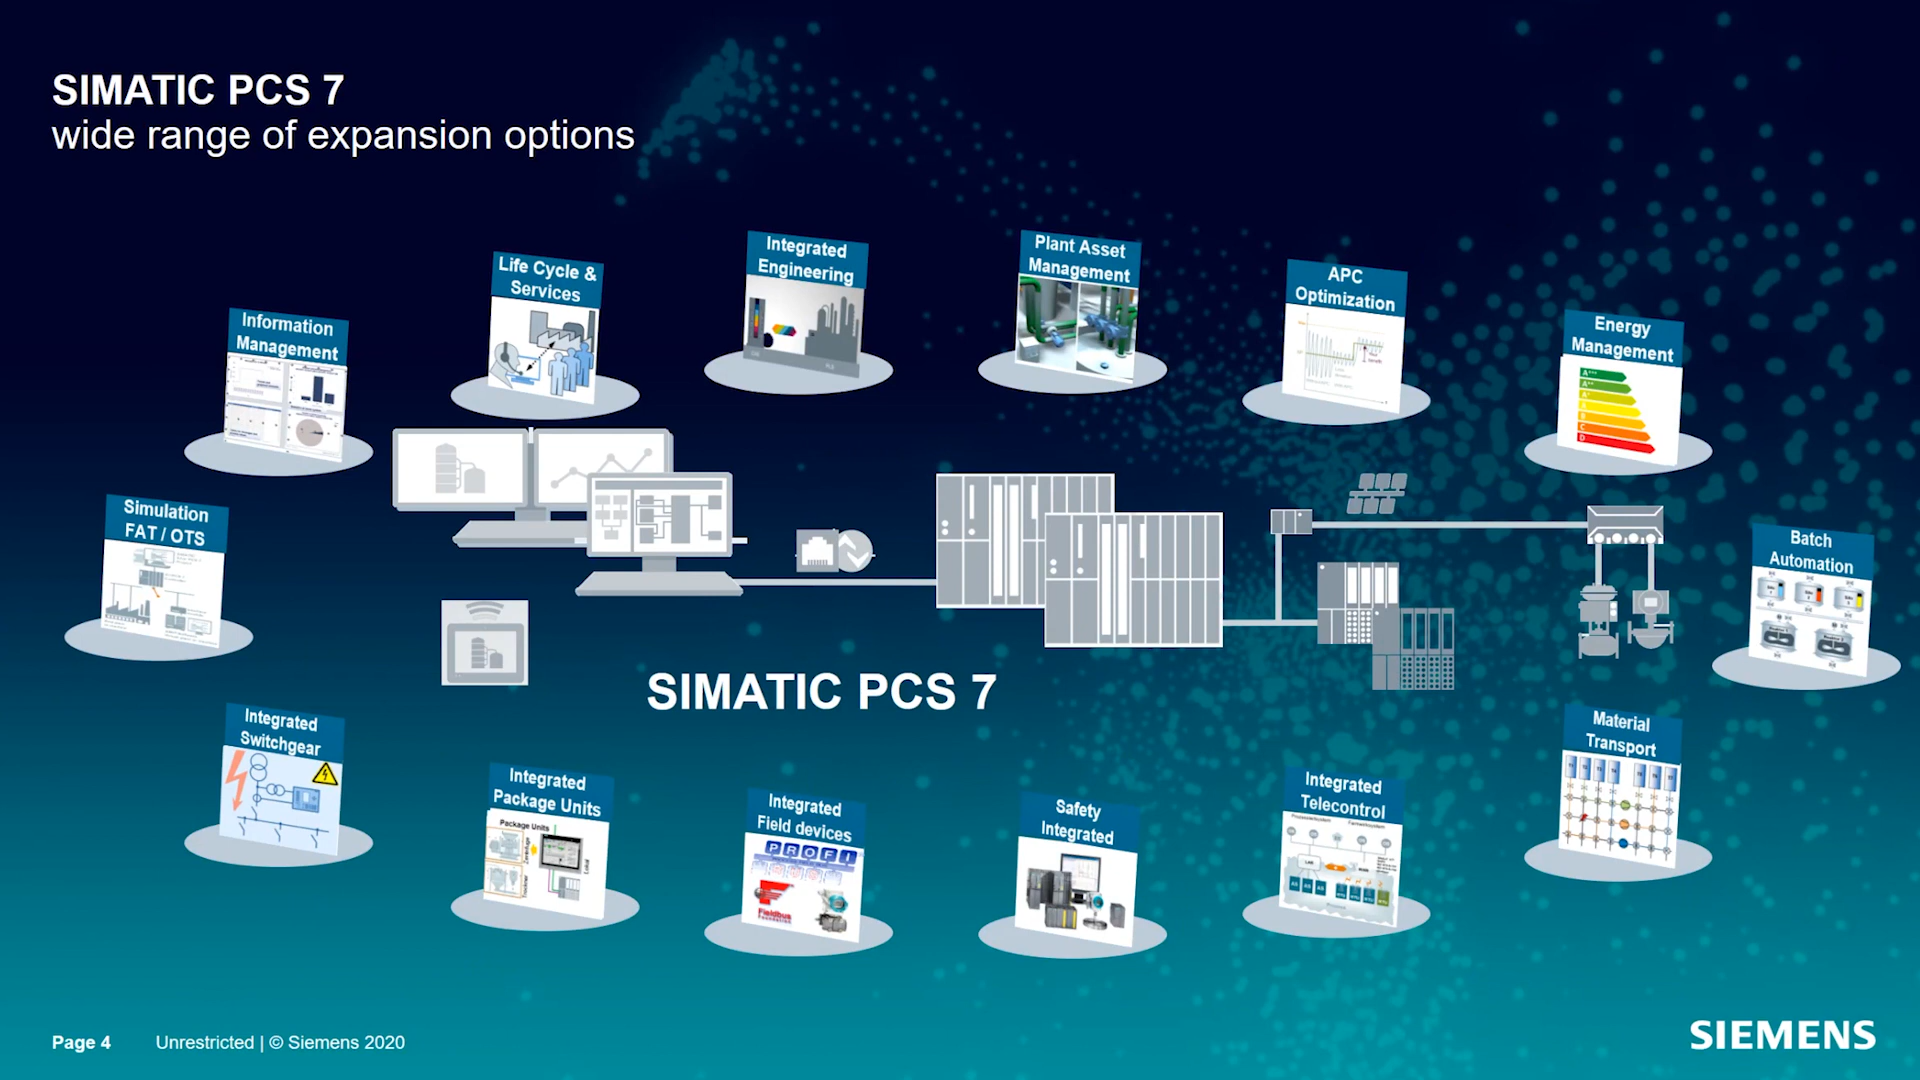 SIMATIC PCS 7
wide range of expansion options
Integrated
Engineering
Plant Asset
Management
Life Cycle &
Services
APC
Optimization
Information
Management
Energy
Management
A+++
A++
A+
A
B
C
D
Simulation
FAT / OTS
Batch
Automation
SIMATIC PCS 7
Integrated
Switchgear
Material
Transport
Integrated
Package Units
Package Units
Integrated
Field devices
PROFI
Fieldbus
Foundation
Safety
Integrated
Integrated
Telecontrol
Page 4
Unrestricted | © Siemens 2020
SIEMENS